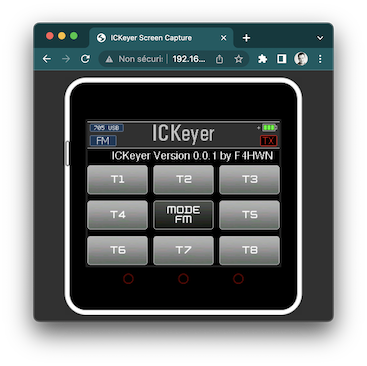 ICKeyer Screen Capture
Non sécuris
192.16...
705 USB
ICKeyer
FM
TX
ICKeyer Version 0.0.1 by F4HWN
T1
T2
T3
T4
MODE
FM
T5
T6
T7
T8